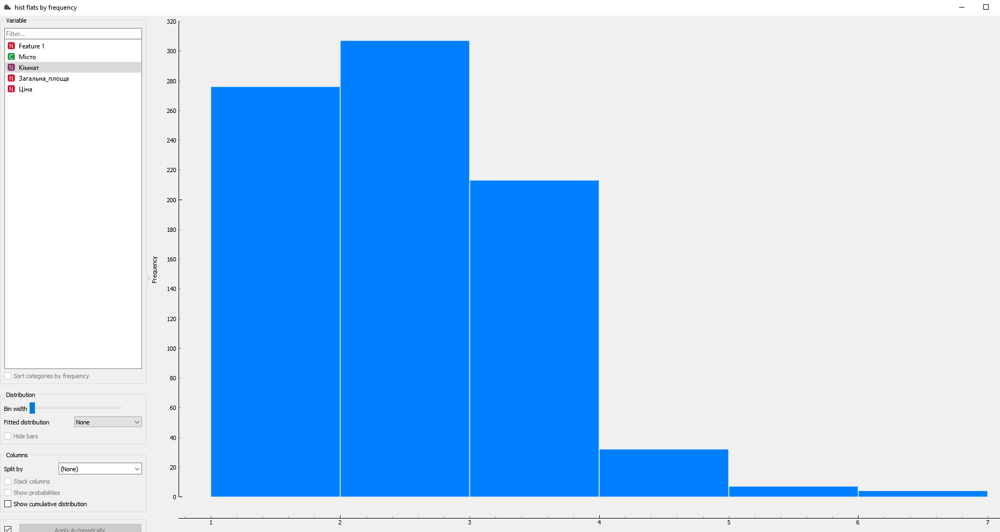 hist flats by frequency
Variable
Filter...
N Feature 1
C Місто
N Кімнат
N Загальна_площа
N Ціна
Sort categories by frequency
Distribution
Bin width
Fitted distribution None
Hide bars
Columns
Split by (None)
Stack columns
Show probabilities
Show cumulative distribution
Apply Automatically
Frequency
320
300
280
260
240
220
200
180
160
140
120
100
80
60
40
20
0
1 2 3 4 5 6 7